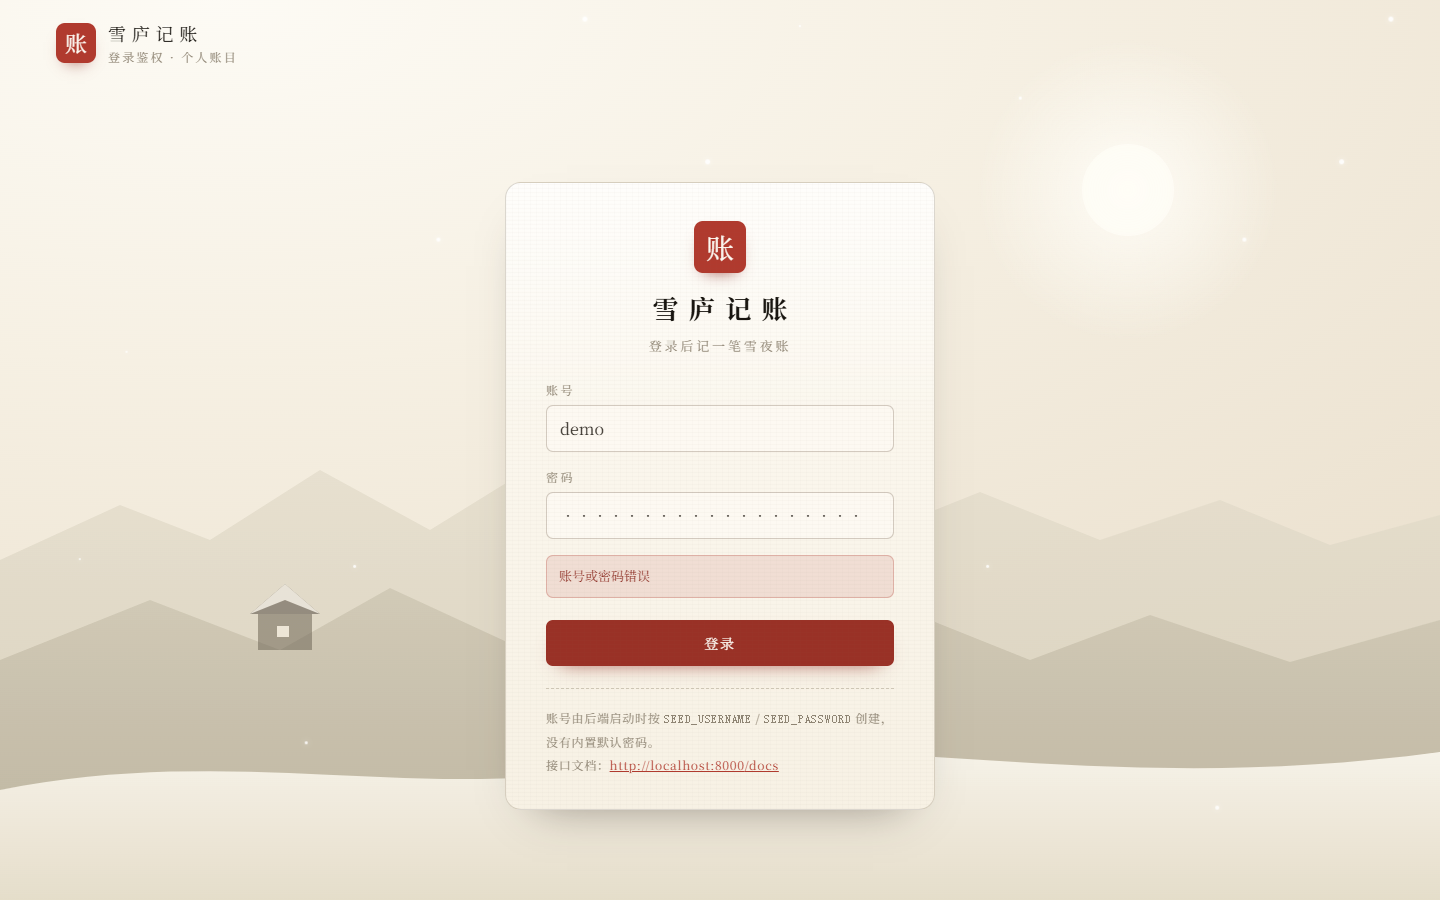 账
雪庐记账
登录鉴权 · 个人账目
账
雪庐记账
登录后记一笔雪夜账
账号
demo
密码
账号或密码错误
登录
账号由后端启动时按 SEED_USERNAME / SEED_PASSWORD 创建，
没有内置默认密码。
接口文档：http://localhost:8000/docs